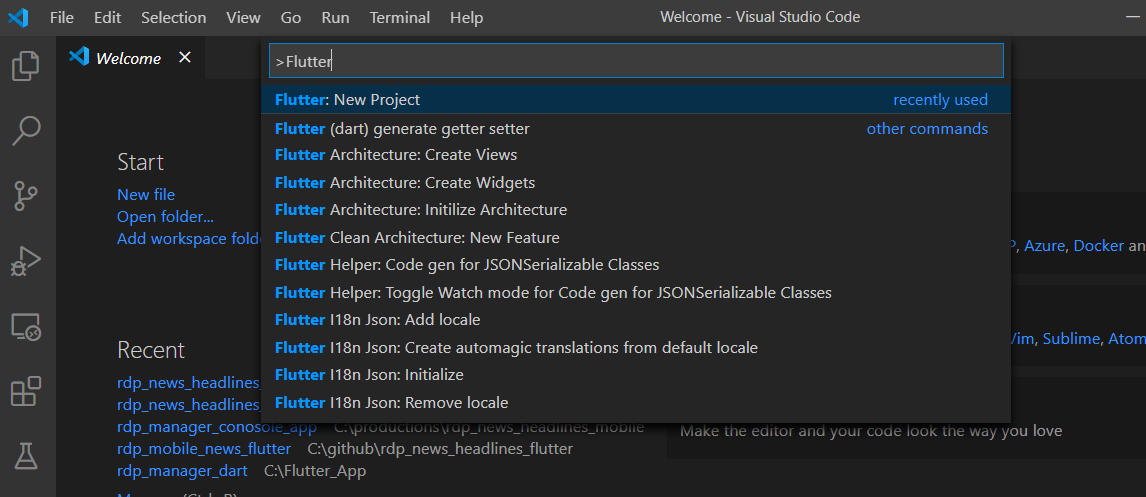 File Edit Selection View Go Run Terminal Help Welcome - Visual Studio Code
Welcome
>Flutter
Flutter: New Project recently used
Flutter (dart) generate getter setter other commands
Flutter Architecture: Create Views
Flutter Architecture: Create Widgets
Flutter Architecture: Initilize Architecture
Flutter Clean Architecture: New Feature
Flutter Helper: Code gen for JSONSerializable Classes
Flutter Helper: Toggle Watch mode for Code gen for JSONSerializable Classes
Flutter I18n Json: Add locale
Flutter I18n Json: Create automagic translations from default locale
Flutter I18n Json: Initialize
Flutter I18n Json: Remove locale
Start
New file
Open folder...
Add workspace
Azure, Docker
Sublime, Atom
Recent
rdp_news_headlines
rdp_news_headlines
rdp_manager_conosole_app C:\productions\rdp_news_headlines_mobile
rdp_mobile_news_flutter C:\github\rdp_news_headlines_flutter
rdp_manager_dart C:\Flutter_App
Make the editor and your code look the way you love